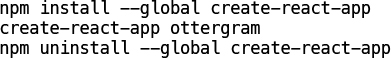 npm install --global create-react-app
create-react-app ottergram
npm uninstall --global create-react-app